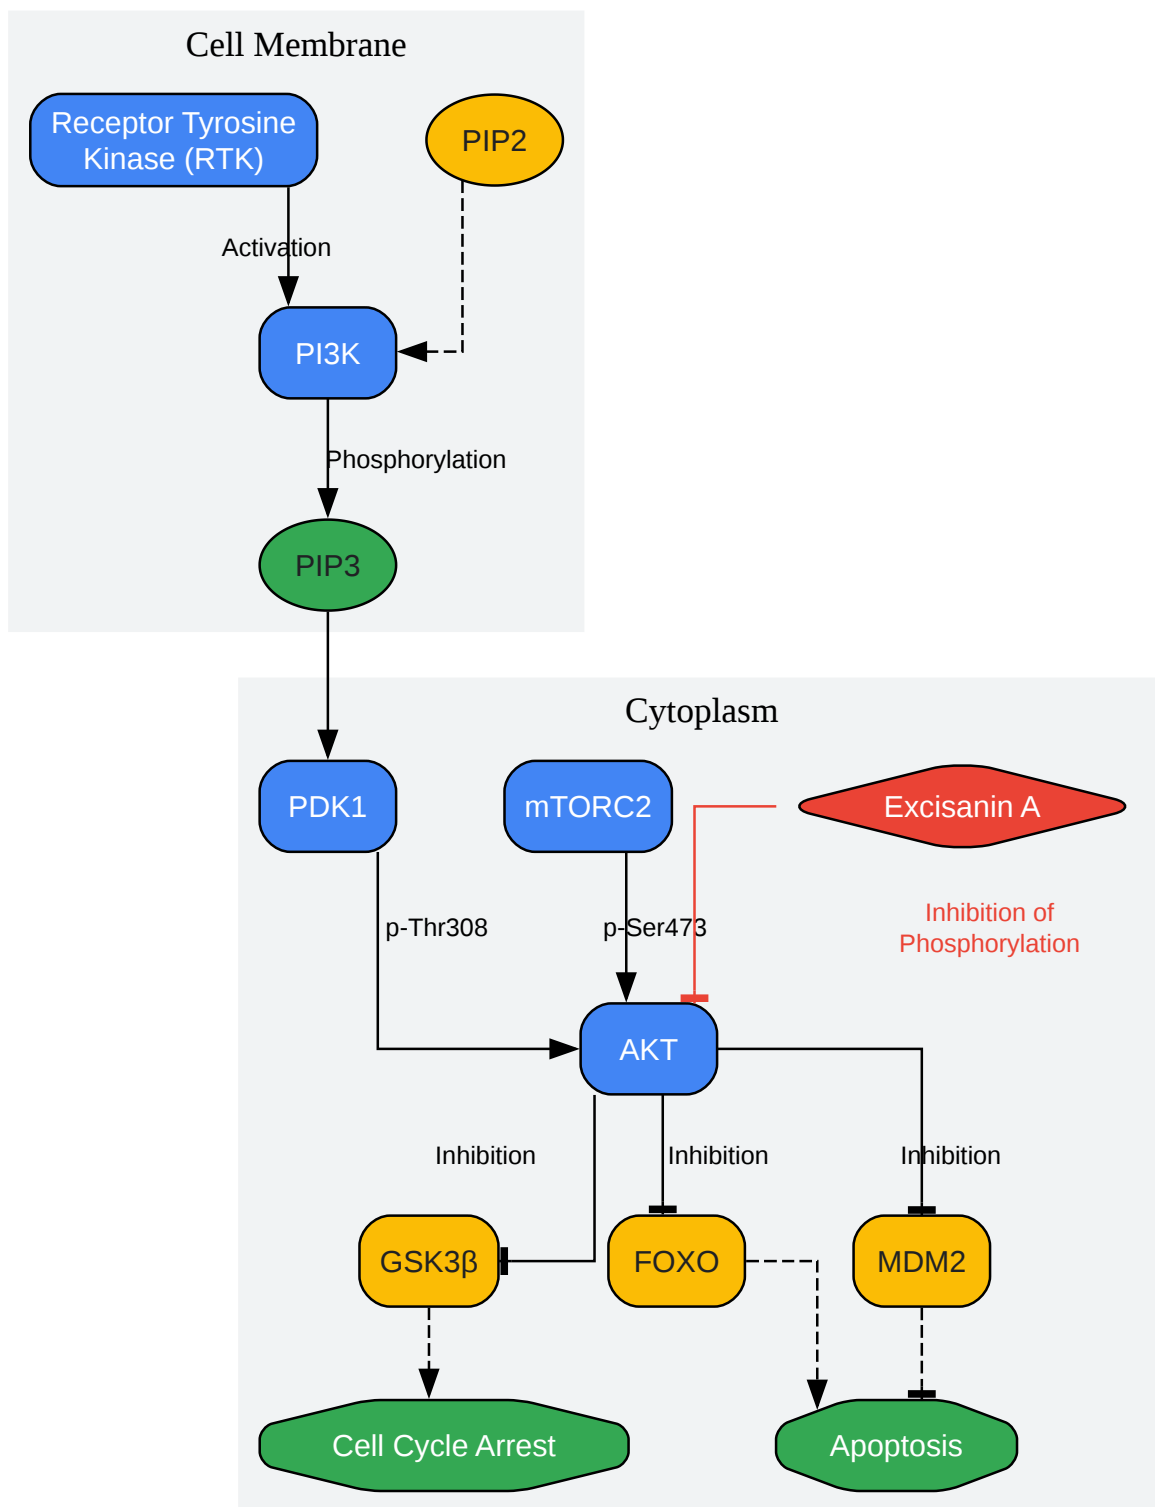 Cell Membrane
Receptor Tyrosine
Kinase (RTK)
PIP2
Activation
PI3K
Phosphorylation
PIP3
Cytoplasm
PDK1
mTORC2
Excisanin A
p-Thr308
p-Ser473
Inhibition of
Phosphorylation
AKT
Inhibition
Inhibition
Inhibition
GSK3β
FOXO
MDM2
Cell Cycle Arrest
Apoptosis